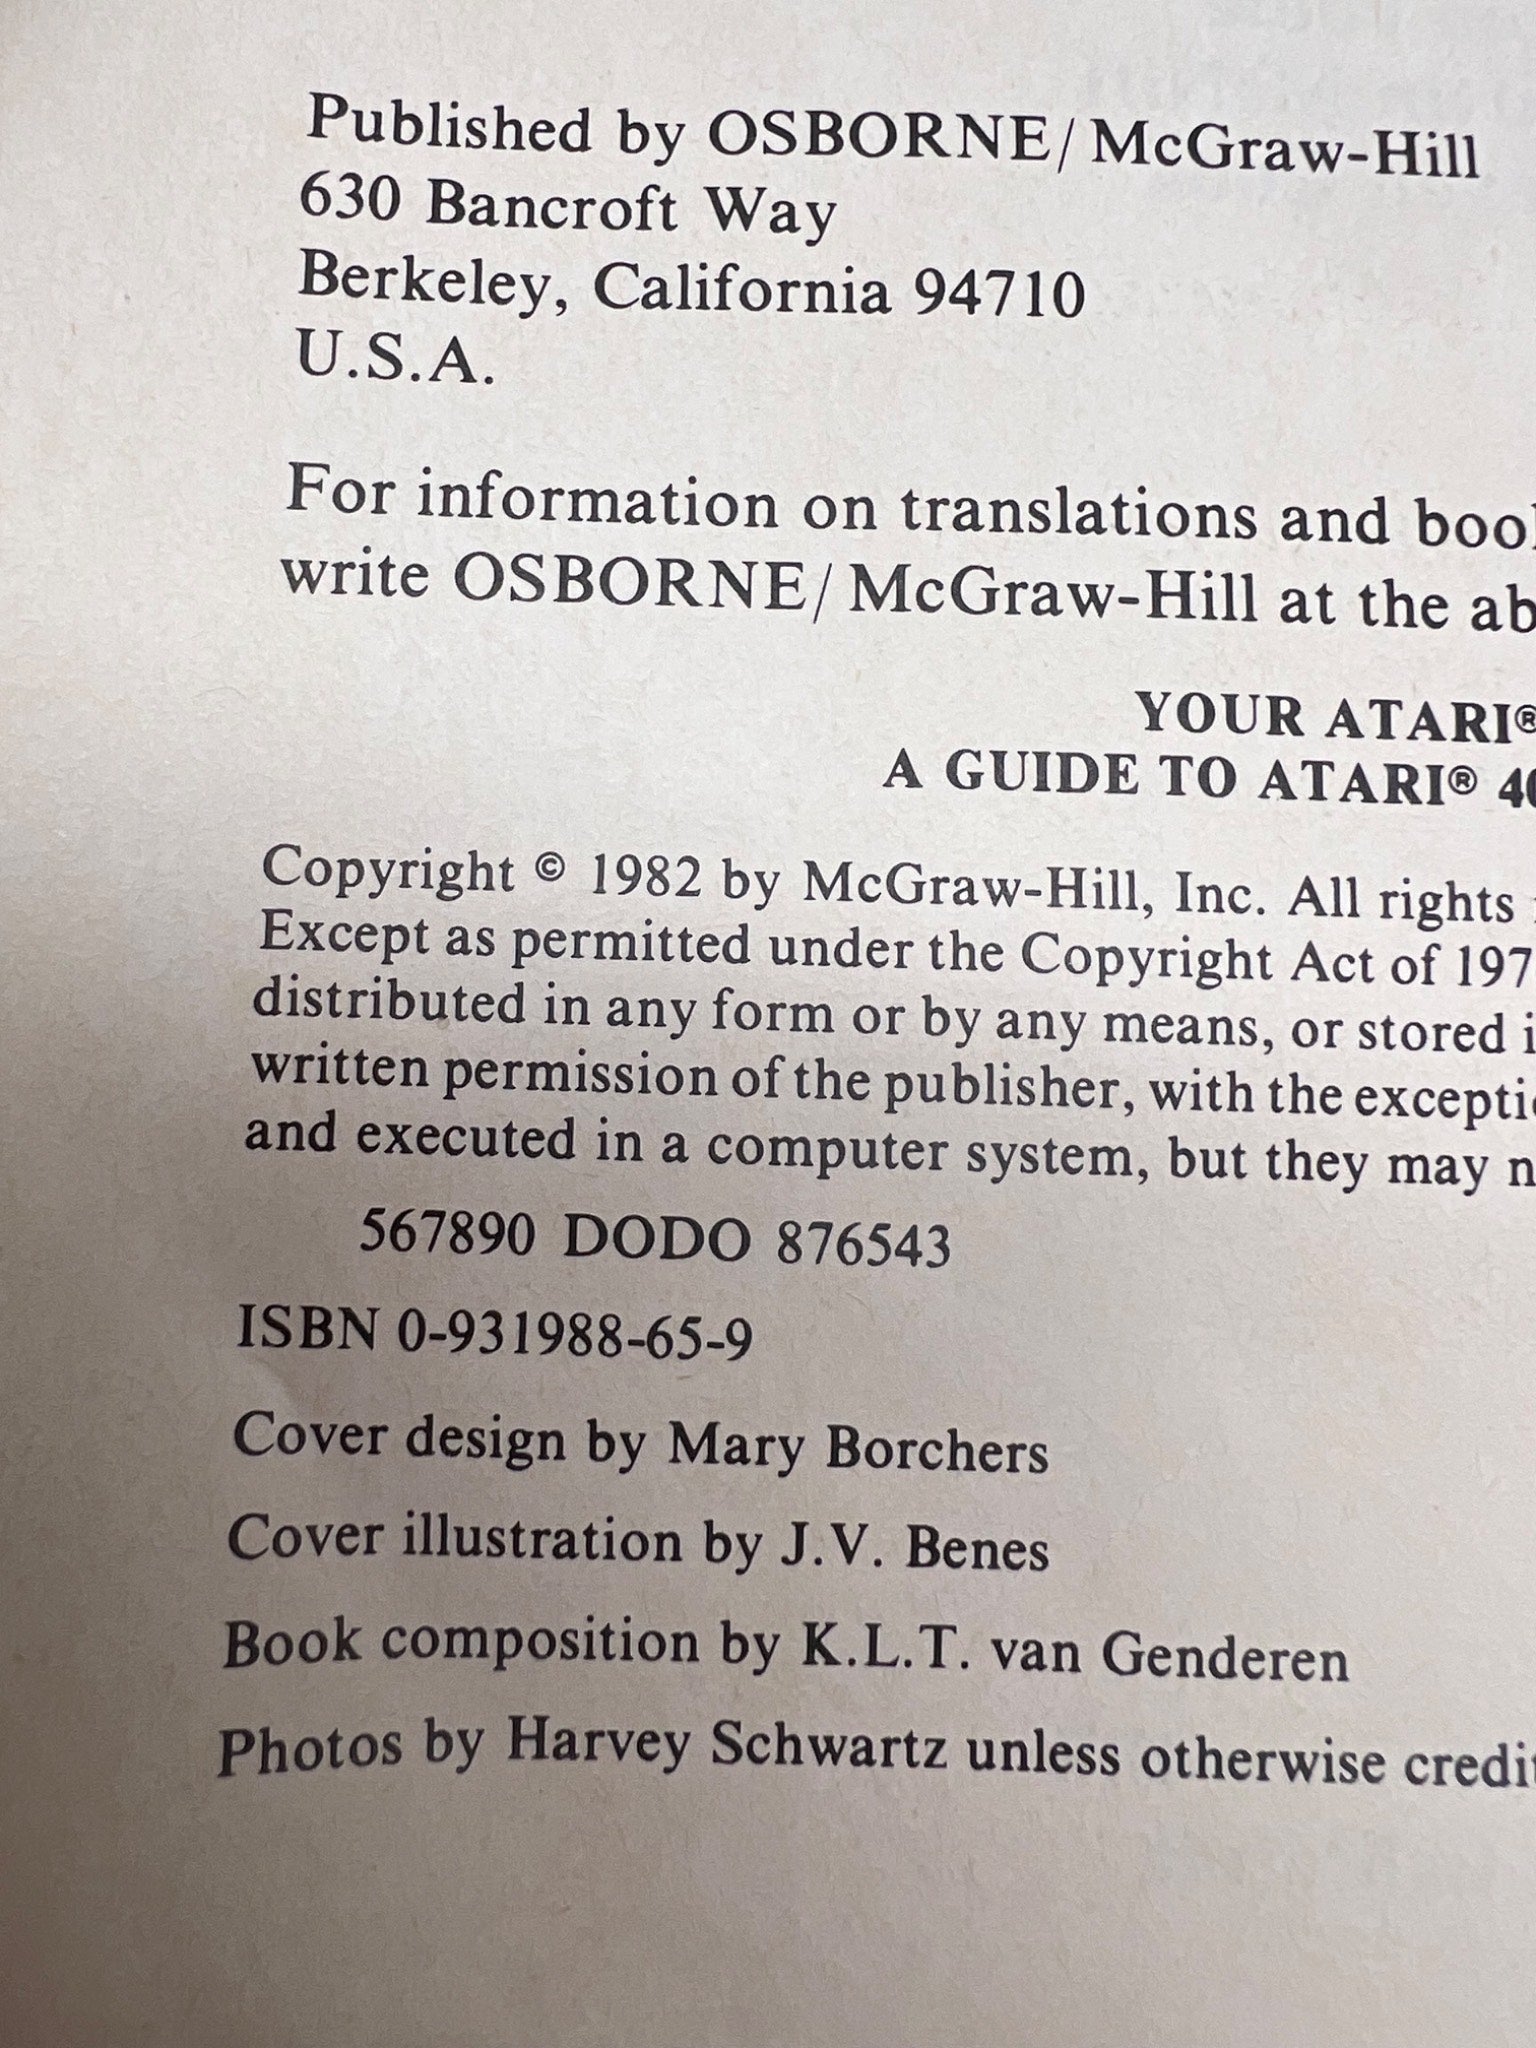 Published by OSBORNE/McGraw-Hill
630 Bancroft Way
Berkeley, California 94710
U.S.A.
For information on translations and
write OSBORNE/McGraw-Hill at the
YOUR ATARI®
A GUIDE TO ATARI®
Copyright © 1982 by McGraw-Hill, Inc. All rights
Except as permitted under the Copyright Act of
distributed in any form or by any means, or stored
written permission of the publisher, with the
and executed in a computer system, but they may
567890 DODO 876543
ISBN 0-931988-65-9
Cover design by Mary Borchers
Cover illustration by J.V. Benes
Book composition by K.L.T. van Genderen
Photos by Harvey Schwartz unless otherwise